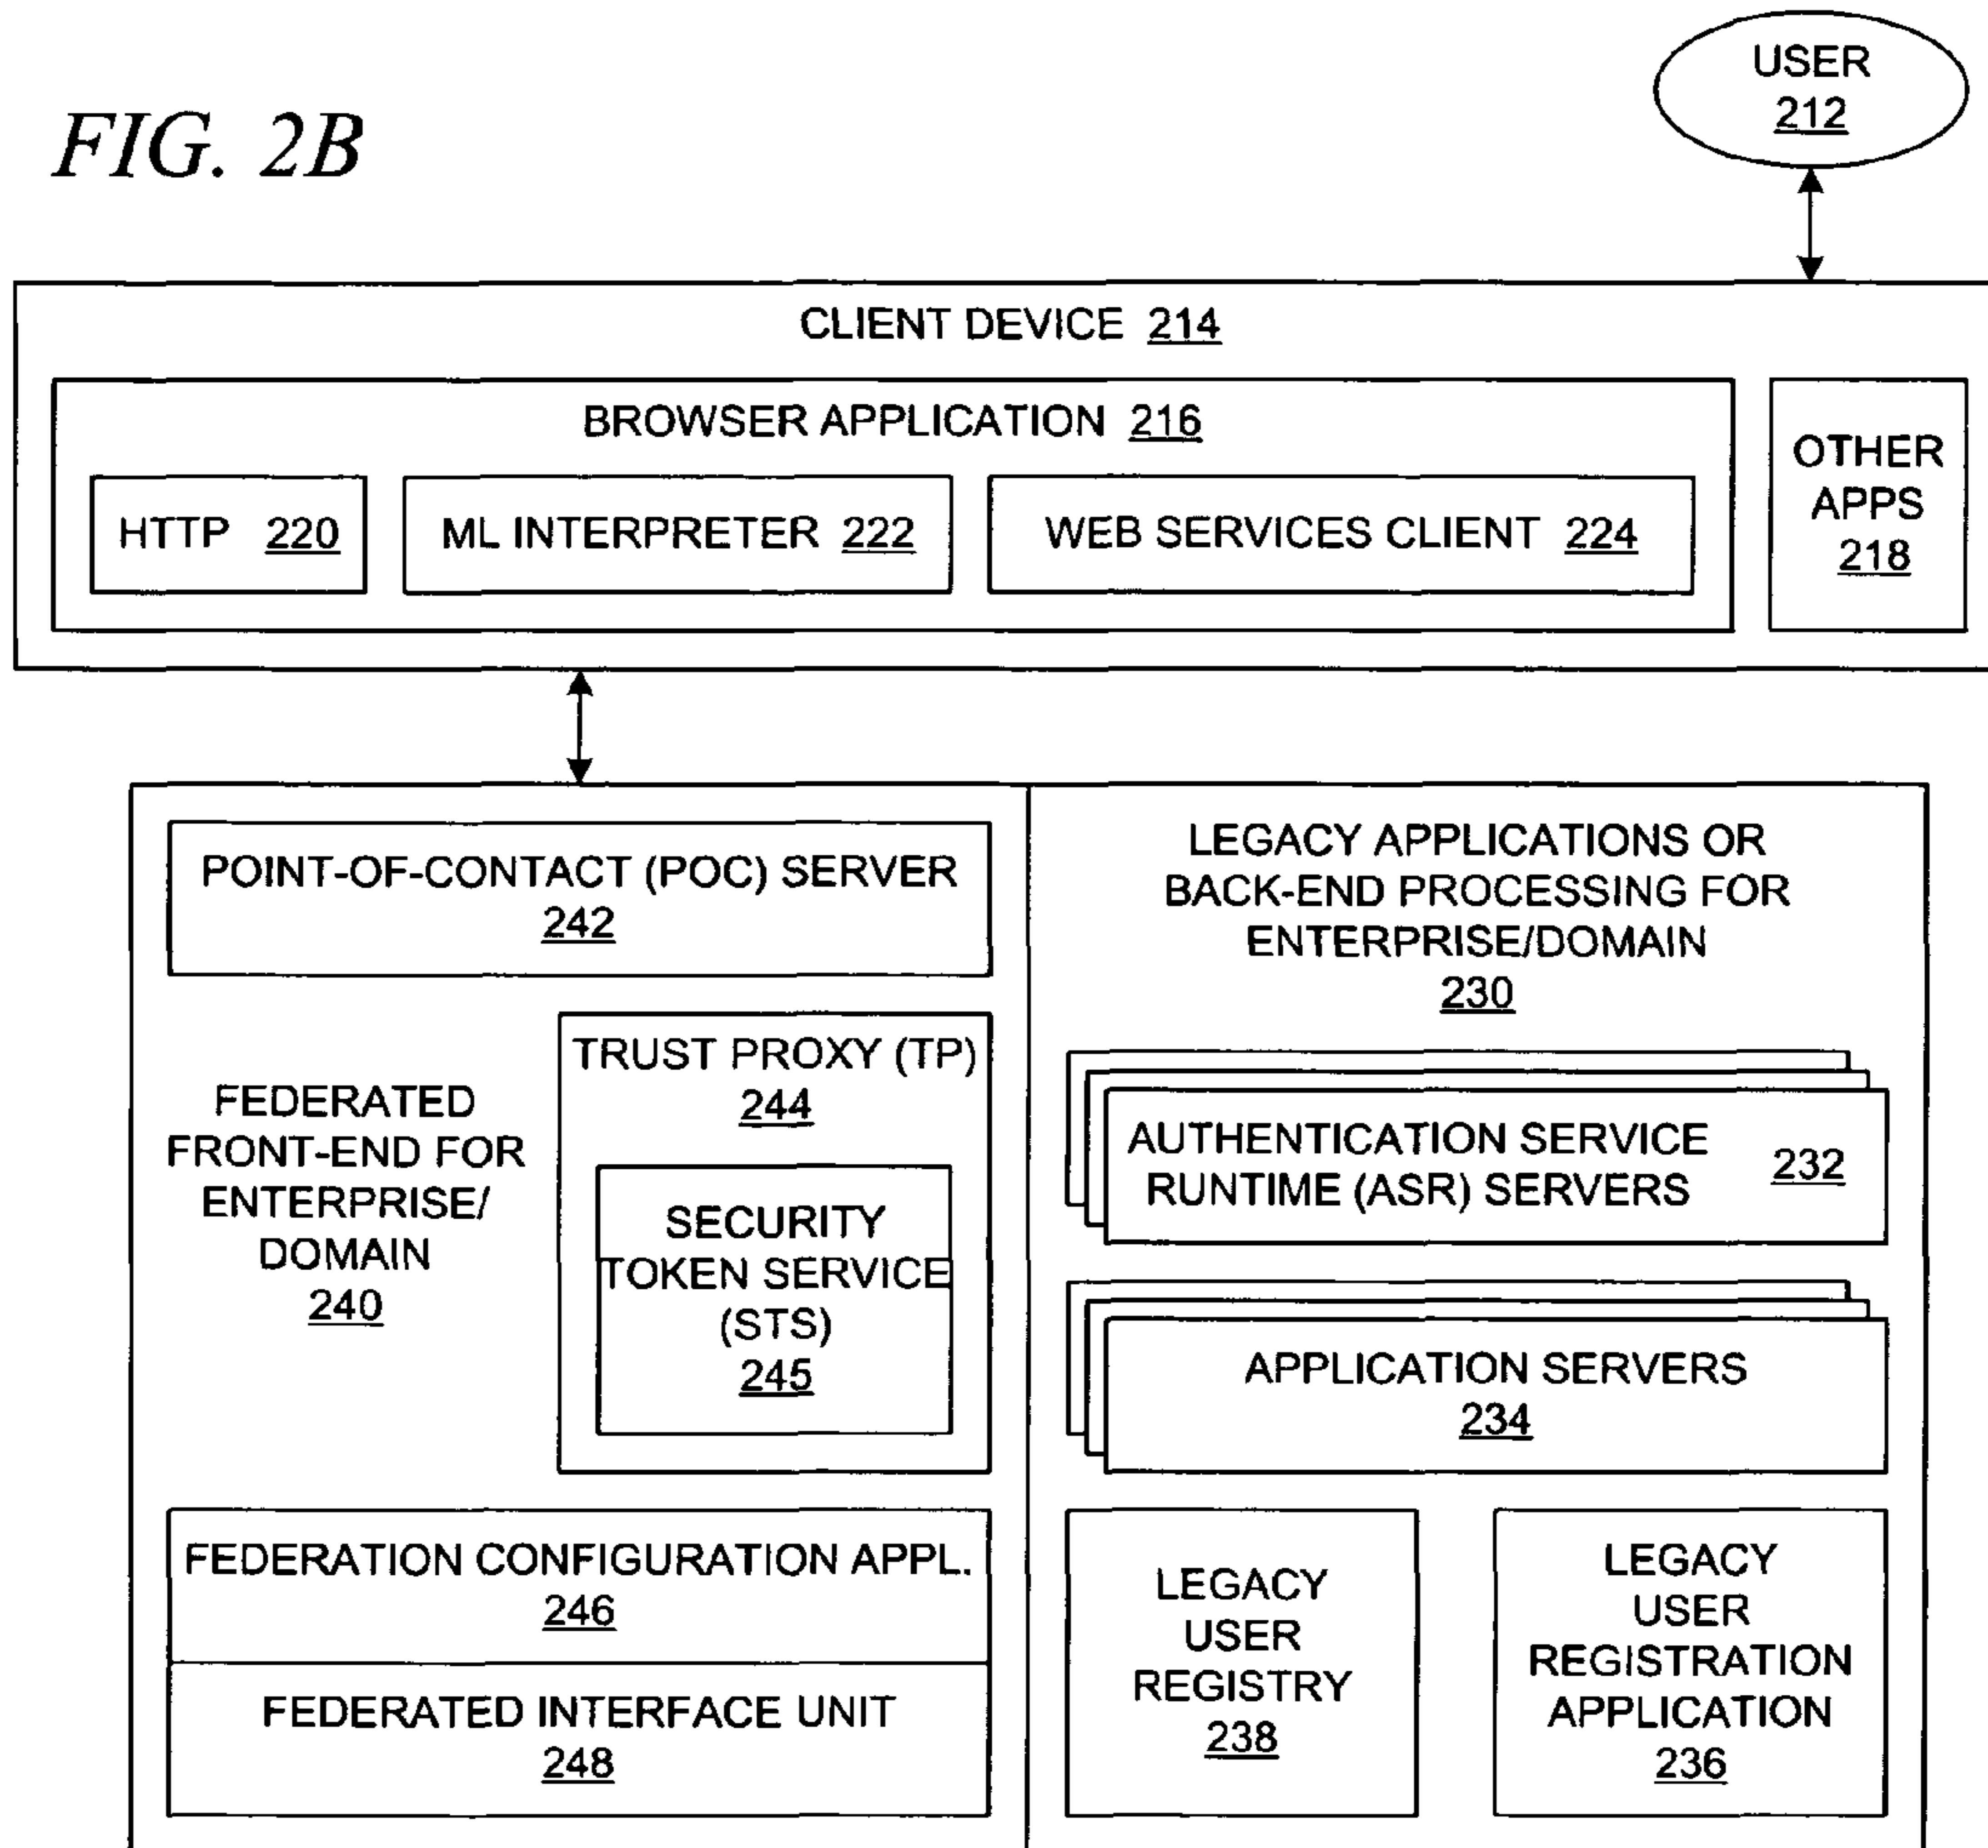 FIG. 2B
USER
212
CLIENT DEVICE 214
BROWSER APPLICATION 216
HTTP 220
ML INTERPRETER 222
WEB SERVICES CLIENT 224
OTHER
APPS
218
POINT-OF-CONTACT (POC) SERVER
242
FEDERATED
FRONT-END FOR
ENTERPRISE/
DOMAIN
240
TRUST PROXY (TP)
244
SECURITY
TOKEN SERVICE
(STS)
245
FEDERATION CONFIGURATION APPL.
246
FEDERATED INTERFACE UNIT
248
LEGACY APPLICATIONS OR
BACK-END PROCESSING FOR
ENTERPRISE/DOMAIN
230
AUTHENTICATION SERVICE
RUNTIME (ASR) SERVERS
232
APPLICATION SERVERS
234
LEGACY
USER
REGISTRY
238
LEGACY
USER
REGISTRATION
APPLICATION
236